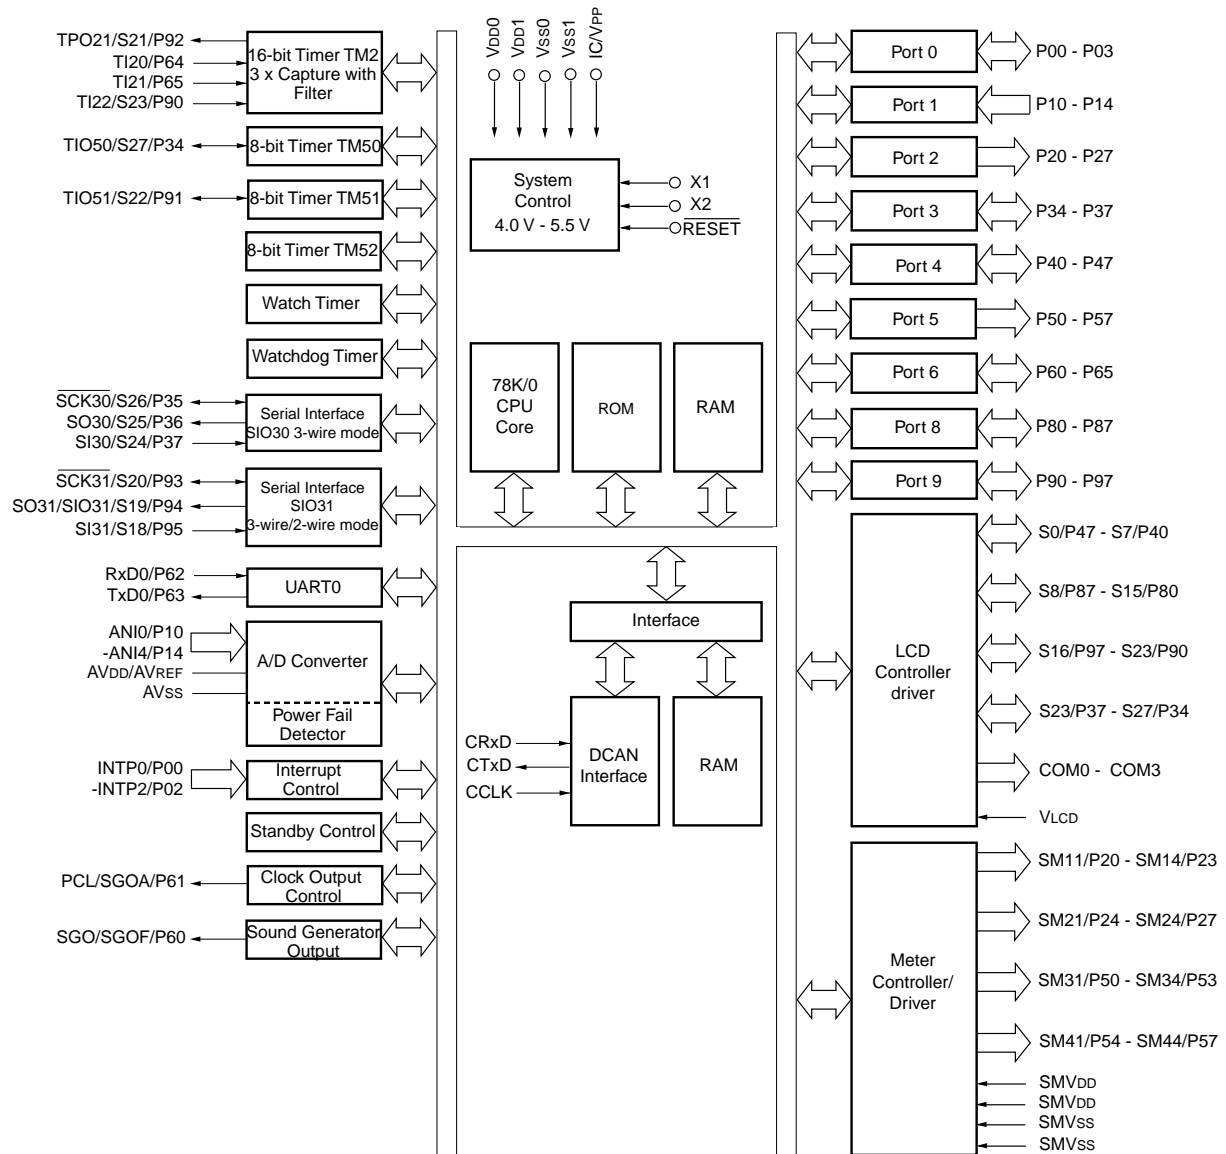 TPO21/S21/P92
TI20/P64
TI21/P65
TI22/S23/P90
16-bit Timer TM2
3 x Capture with
Filter
TIO50/S27/P34
8-bit Timer TM50
TIO51/S22/P91
8-bit Timer TM51
8-bit Timer TM52
Watch Timer
Watchdog Timer
SCK30/S26/P35
SO30/S25/P36
SI30/S24/P37
Serial Interface
SIO30 3-wire mode
SCK31/S20/P93
SO31/SIO31/S19/P94
SI31/S18/P95
Serial Interface
SIO31
3-wire/2-wire mode
RxD0/P62
TxD0/P63
UART0
ANI0/P10
-ANI4/P14
AVDD/AVREF
AVSS
A/D Converter
Power Fail
Detector
INTP0/P00
-INTP2/P02
Interrupt
Control
Standby Control
PCL/SGOA/P61
Clock Output
Control
SGO/SGOF/P60
Sound Generator
Output
VDD0
VDD1
VSS0
VSS1
IC/VPP
System
Control
4.0 V - 5.5 V
X1
X2
RESET
78K/0
CPU
Core
ROM
RAM
Interface
CRxD
CTxD
CCLK
DCAN
Interface
RAM
Port 0
P00 - P03
Port 1
P10 - P14
Port 2
P20 - P27
Port 3
P34 - P37
Port 4
P40 - P47
Port 5
P50 - P57
Port 6
P60 - P65
Port 8
P80 - P87
Port 9
P90 - P97
LCD
Controller
driver
S0/P47 - S7/P40
S8/P87 - S15/P80
S16/P97 - S23/P90
S23/P37 - S27/P34
COM0 - COM3
VLCD
Meter
Controller/
Driver
SM11/P20 - SM14/P23
SM21/P24 - SM24/P27
SM31/P50 - SM34/P53
SM41/P54 - SM44/P57
SMVDD
SMVDD
SMVSS
SMVSS